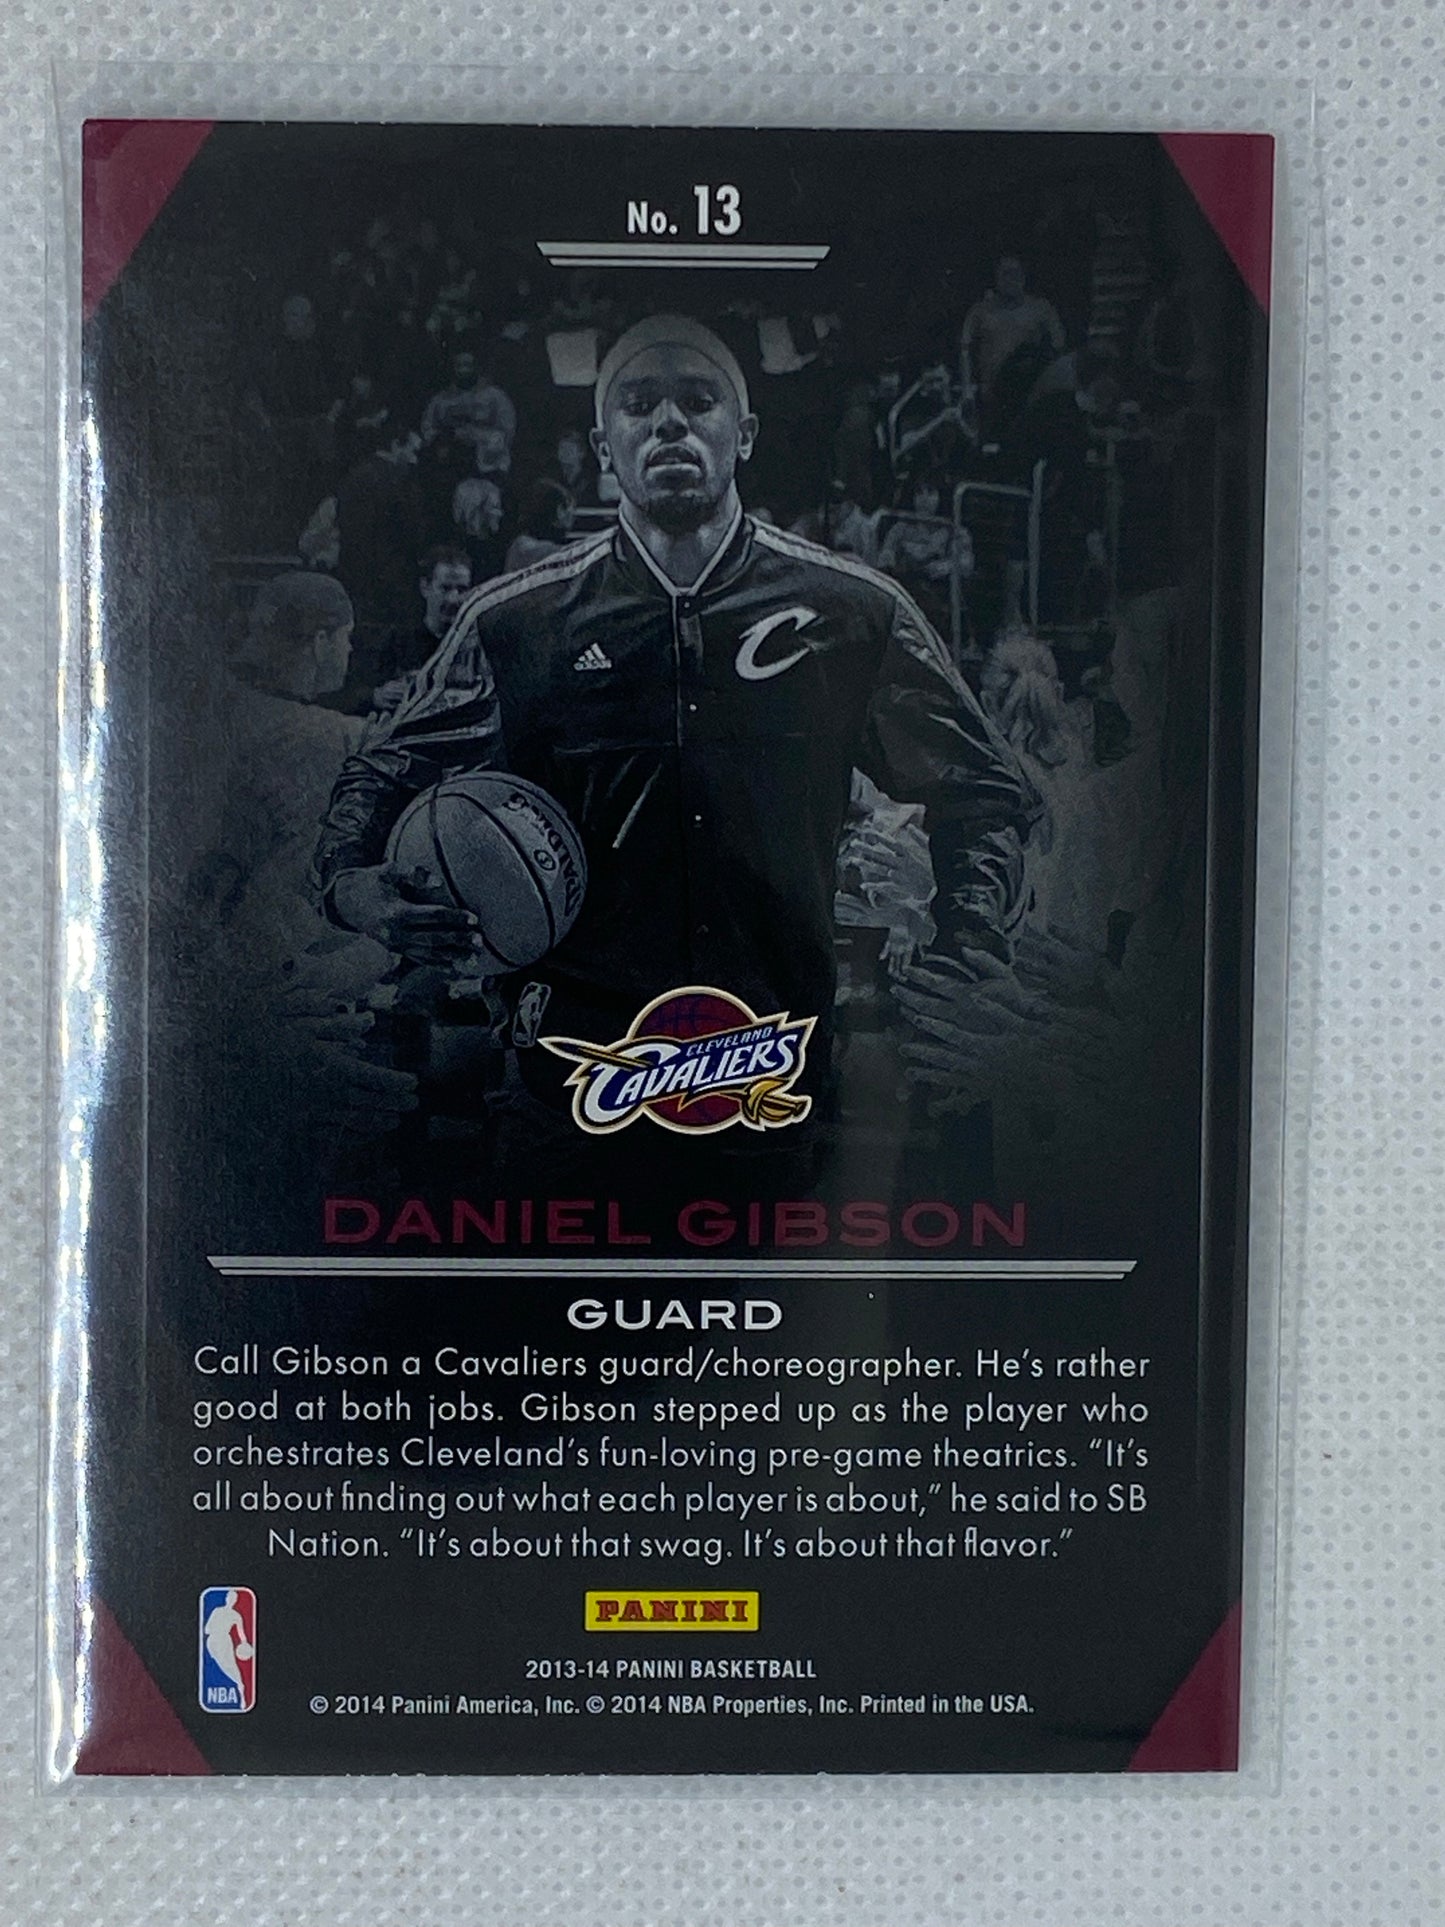 No. 13
adidas
C
SPALDING
CLEVELAND
CAVALIERS
DANIEL GIBSON
GUARD
Call Gibson a Cavaliers guard/choreographer. He's rather
good at both jobs. Gibson stepped up as the player who
orchestrates Cleveland's fun-loving pre-game theatrics. "It's
all about finding out what each player is about," he said to SB
Nation. "It's about that swag. It's about that flavor."
PANINI
NBA
2013-14 PANINI BASKETBALL
© 2014 Panini America, Inc. © 2014 NBA Properties, Inc. Printed in the USA.